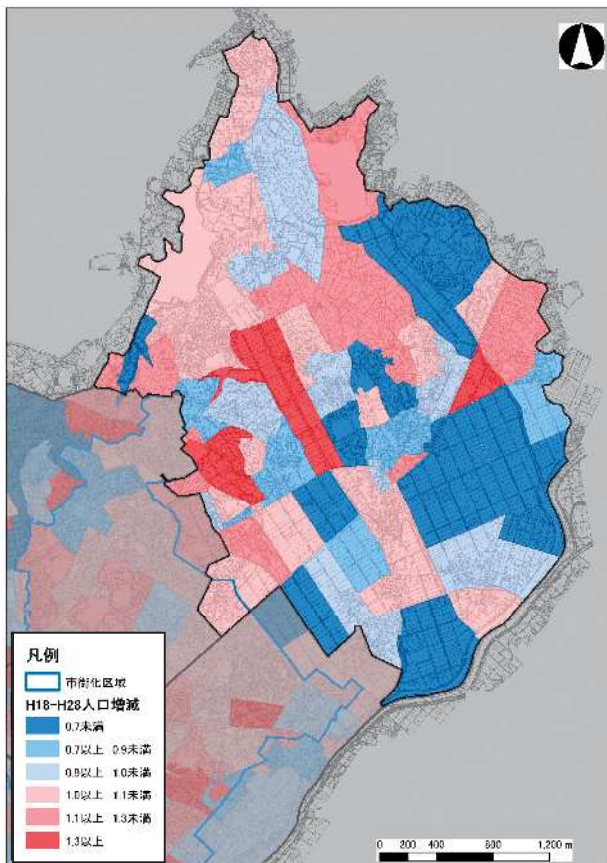 凡例
市街化区域
H18-H28人口増減
0.7未満
0.7以上 0.9未満
0.9以上 1.0未満
1.0以上 1.1未満
1.1以上 1.3未満
1.3以上
0 200 400 800 1,200 m